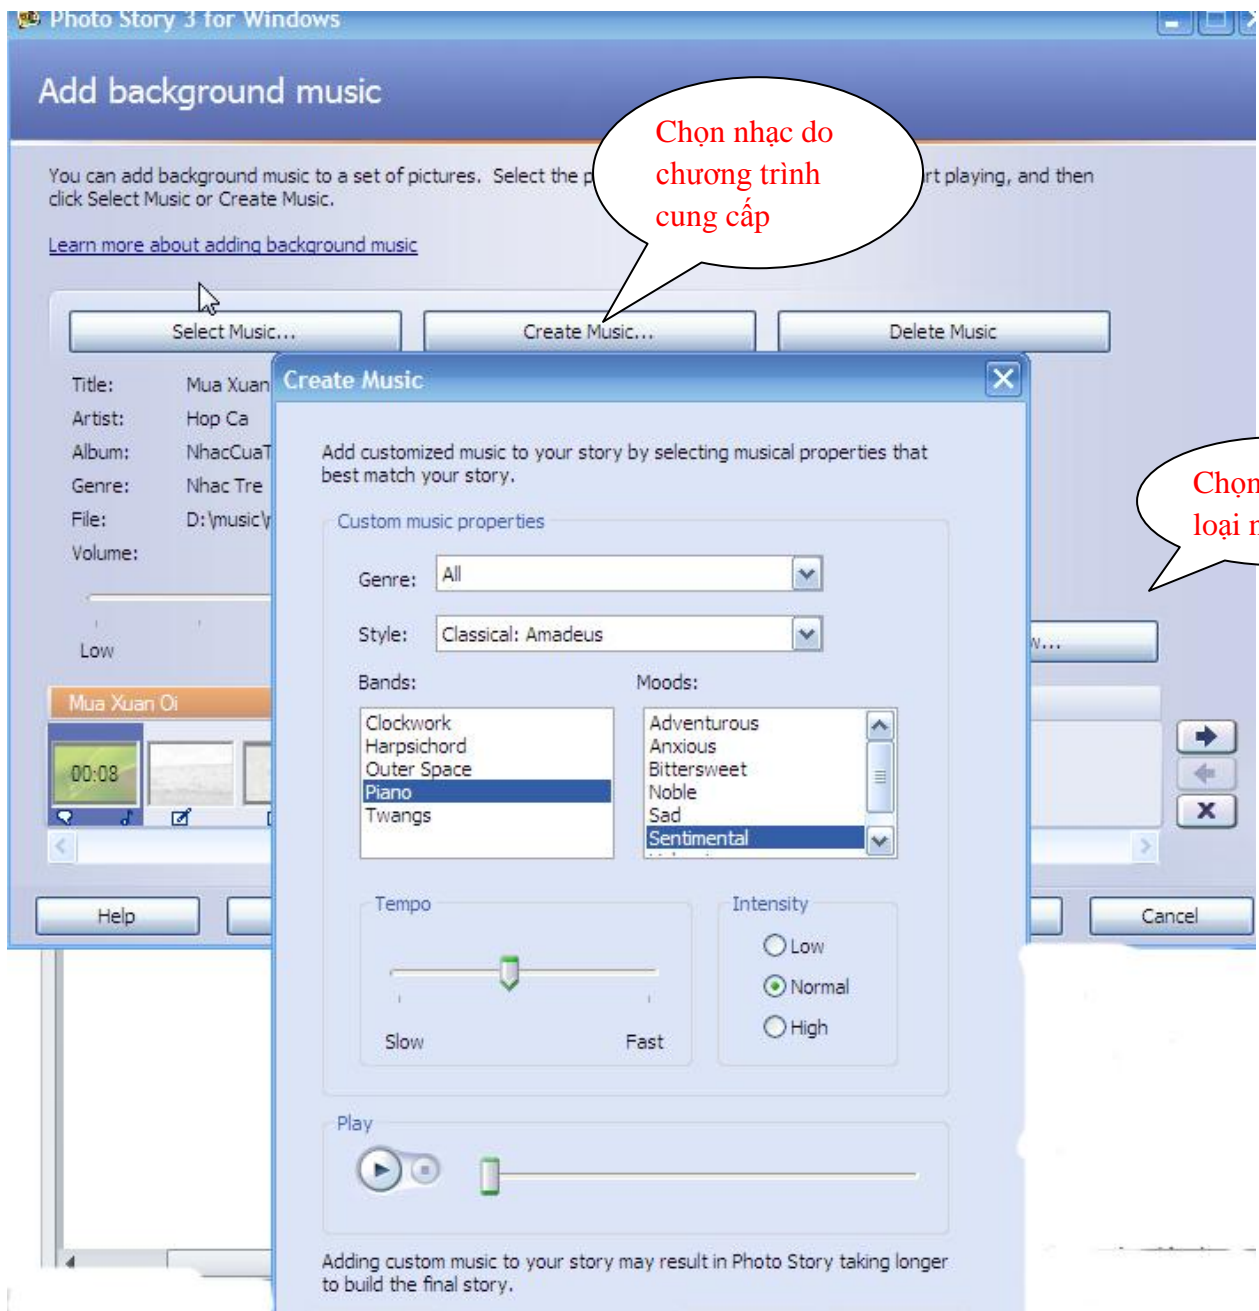 Photo Story 3 for Windows
Add background music
Chọn nhạc do
chương trình
cung cấp
You can add background music to a set of pictures. Select the p rt playing, and then
click Select Music or Create Music.
Learn more about adding background music
Select Music...
Create Music...
Delete Music
Title: Mua Xuan
Artist: Hop Ca
Album: NhacCuaT
Genre: Nhac Tre
File: D:\music\
Volume:
Low
Chọn
loại
Create Music
Add customized music to your story by selecting musical properties that
best match your story.
Custom music properties
Genre: All
Style: Classical: Amadeus
Bands:
Clockwork
Harpsichord
Outer Space
Piano
Twangs
Moods:
Adventurous
Anxious
Bittersweet
Noble
Sad
Sentimental
Tempo
Slow Fast
Intensity
Low
Normal
High
Play
Adding custom music to your story may result in Photo Story taking longer
to build the final story.
Mua Xuan Oi
00:08
Help
Cancel